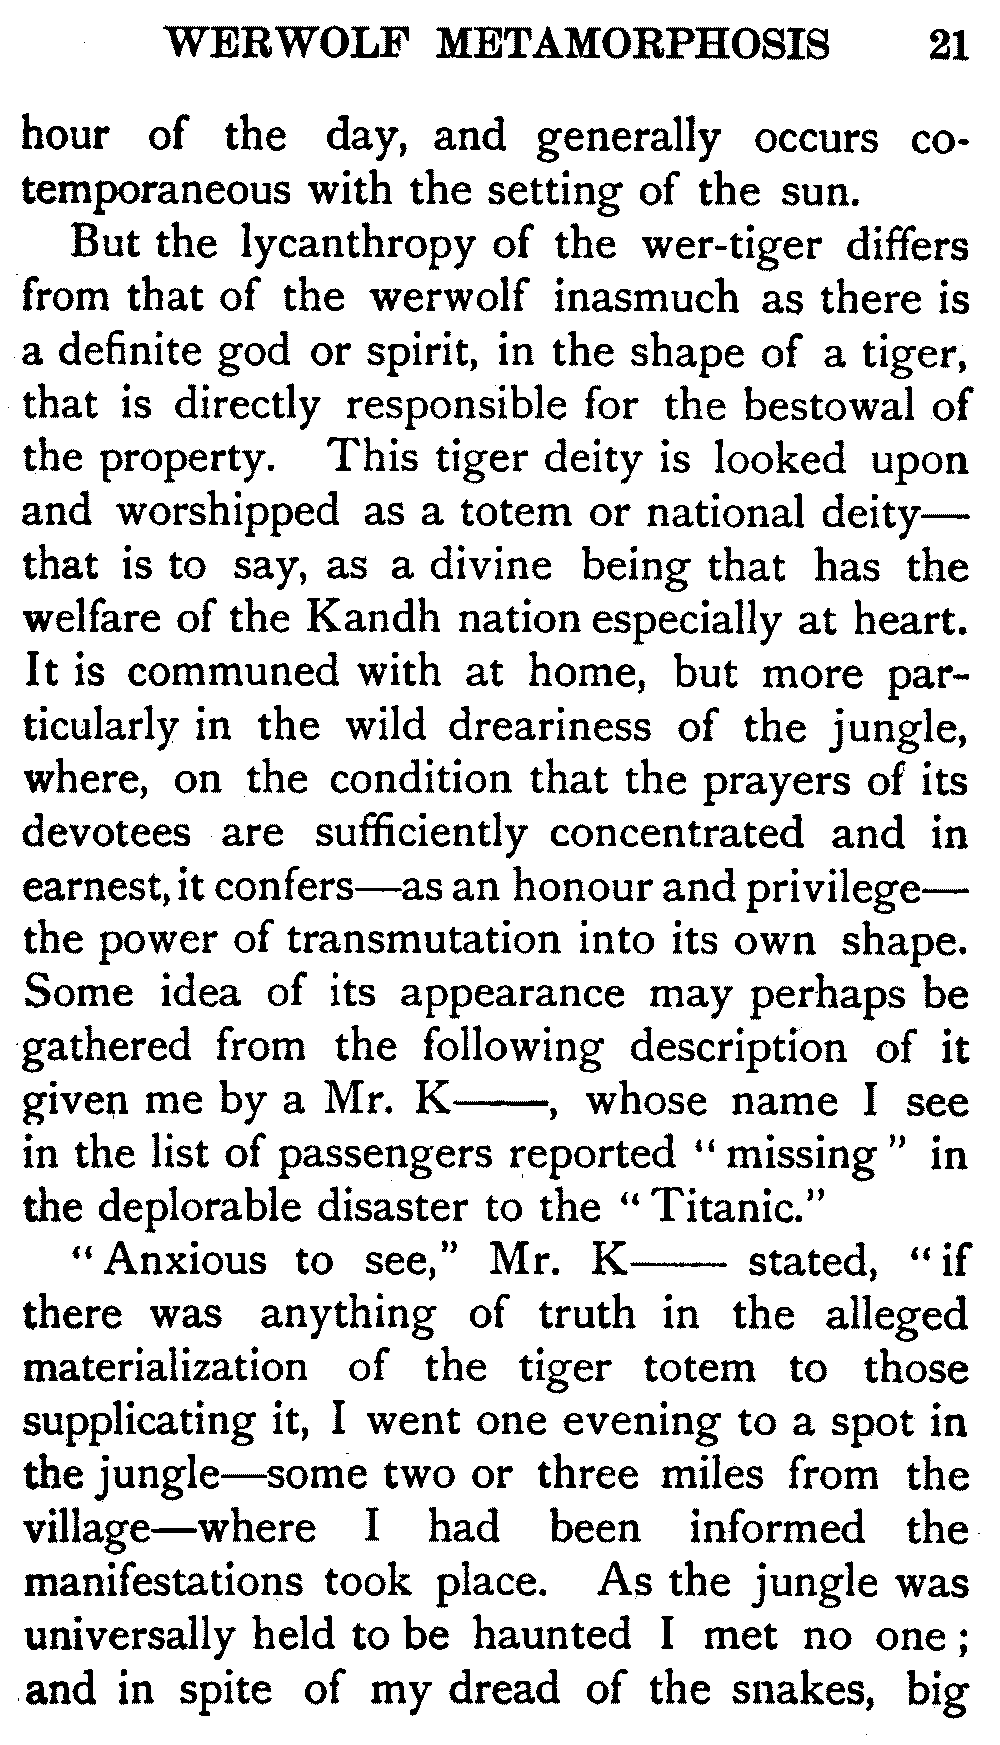 WERWOLF METAMORPHOSIS 21
hour of the day, and generally occurs co-
temporaneous with the setting of the sun.
But the lycanthropy of the wer-tiger differs
from that of the werwolf inasmuch as there is
a definite god or spirit, in the shape of a tiger,
that is directly responsible for the bestowal of
the property. This tiger deity is looked upon
and worshipped as a totem or national deity—
that is to say, as a divine being that has the
welfare of the Kandh nation especially at heart.
It is communed with at home, but more par-
ticularly in the wild dreariness of the jungle,
where, on the condition that the prayers of its
devotees are sufficiently concentrated and in
earnest, it confers—as an honour and privilege—
the power of transmutation into its own shape.
Some idea of its appearance may perhaps be
gathered from the following description of it
given me by a Mr. K——, whose name I see
in the list of passengers reported “missing” in
the deplorable disaster to the “Titanic.”
“Anxious to see,” Mr. K—— stated, “if
there was anything of truth in the alleged
materialization of the tiger totem to those
supplicating it, I went one evening to a spot in
the jungle—some two or three miles from the
village—where I had been informed the
manifestations took place. As the jungle was
universally held to be haunted I met no one;
and in spite of my dread of the snakes, big